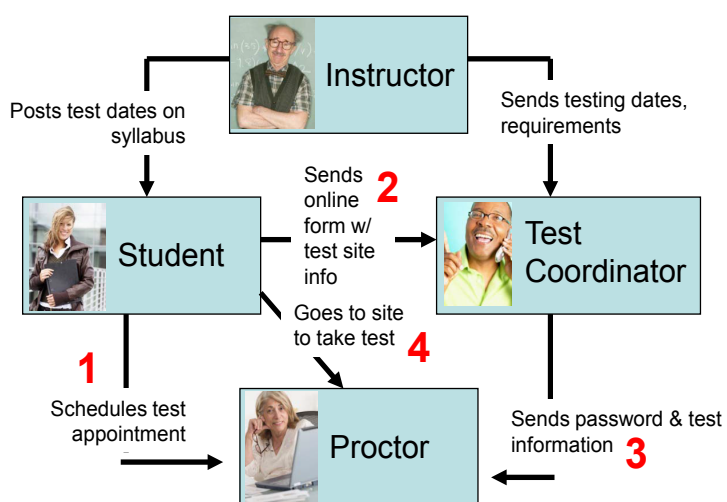 Instructor
Posts test dates on
syllabus
Sends testing dates,
requirements
Sends
online
form w/
test site
info
2
Student
Test
Coordinator
Goes to site
to take test
4
1
Schedules test
appointment
Proctor
Sends password & test
information
3